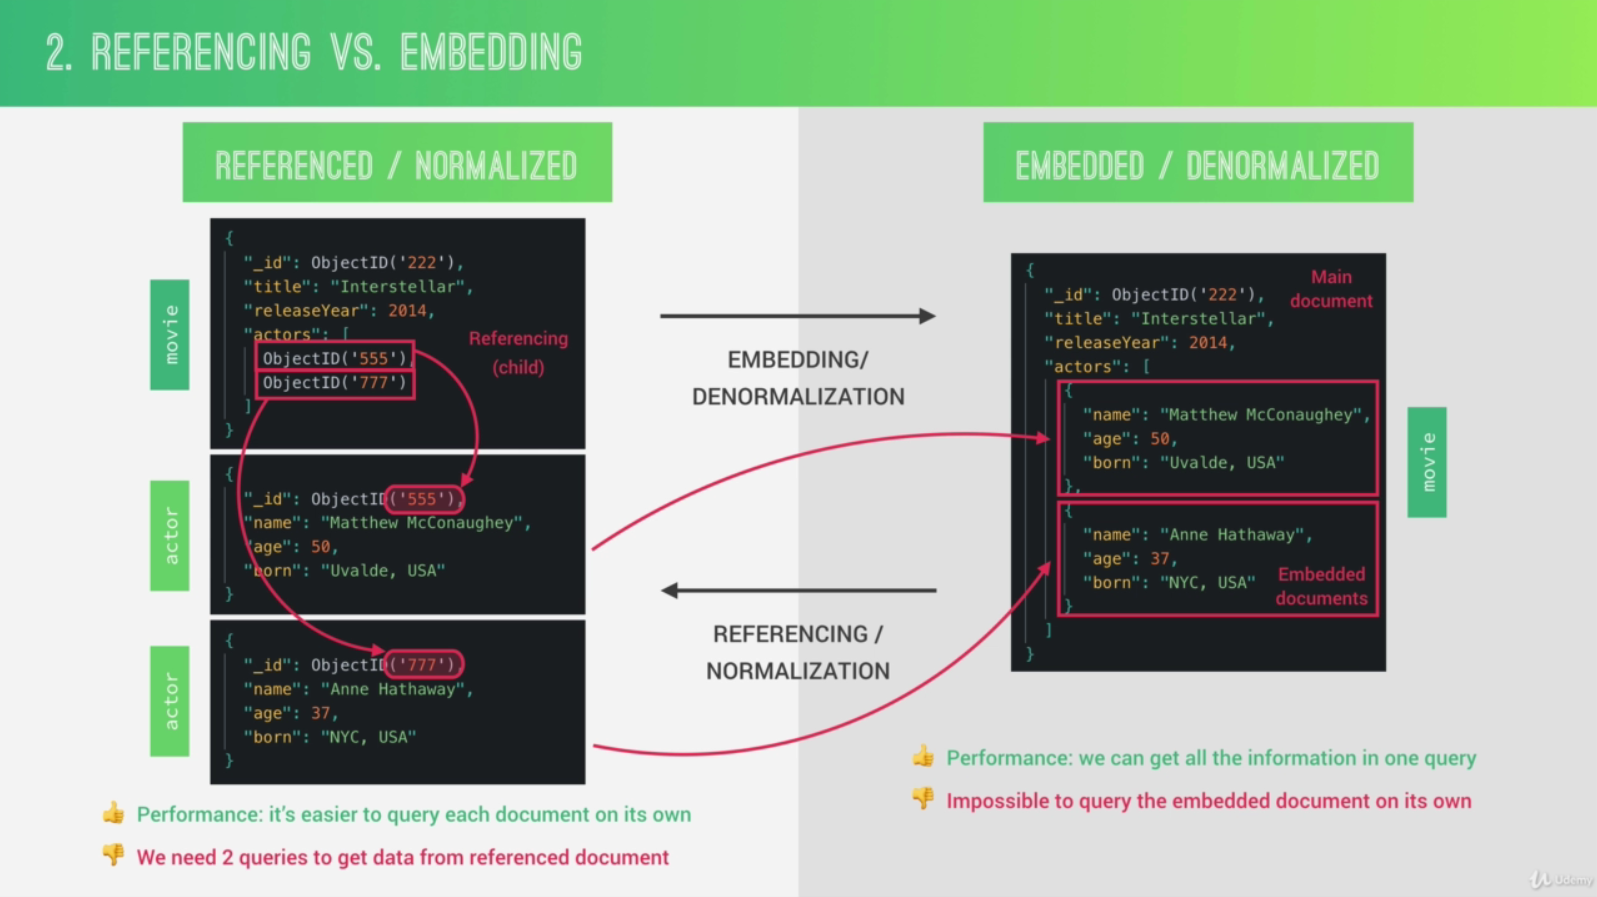 2. REFERENCING VS. EMBEDDING
REFERENCED / NORMALIZED
movie
{
"_id": ObjectID('222'),
"title": "Interstellar",
"releaseYear": 2014,
"actors": [
ObjectID('555'),
ObjectID('777')
]
}
Referencing
(child)
actor
{
"_id": ObjectID('555'),
"name": "Matthew McConaughey",
"age": 50,
"born": "Uvalde, USA"
}
actor
{
"_id": ObjectID('777'),
"name": "Anne Hathaway",
"age": 37,
"born": "NYC, USA"
}
👍 Performance: it's easier to query each document on its own
👎 We need 2 queries to get data from referenced document
EMBEDDING/
DENORMALIZATION
REFERENCING /
NORMALIZATION
EMBEDDED / DENORMALIZED
{
"_id": ObjectID('222'),
"title": "Interstellar",
"releaseYear": 2014,
"actors": [
{
"name": "Matthew McConaughey",
"age": 50,
"born": "Uvalde, USA"
},
{
"name": "Anne Hathaway",
"age": 37,
"born": "NYC, USA"
}
]
}
Main
document
Embedded
documents
movie
👍 Performance: we can get all the information in one query
👎 Impossible to query the embedded document on its own
Udemy